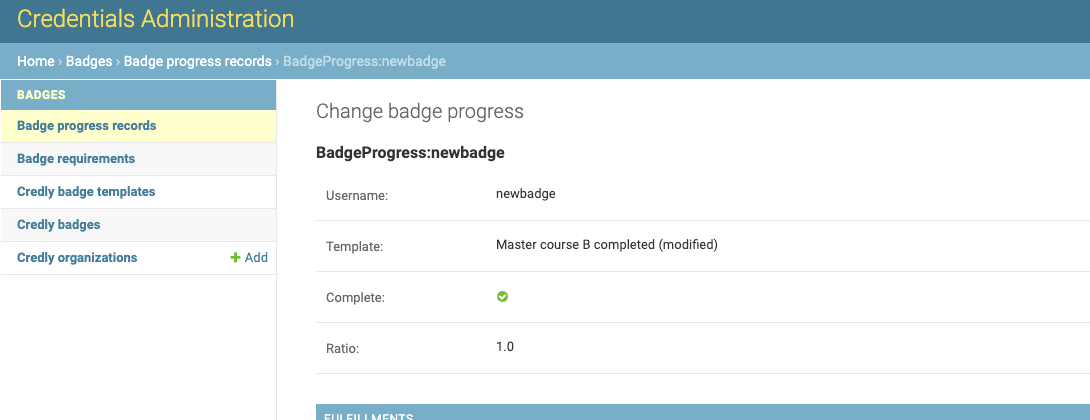 Credentials Administration
Home › Badges › Badge progress records › BadgeProgress:newbadge
BADGES
Badge progress records
Badge requirements
Credly badge templates
Credly badges
Credly organizations + Add
Change badge progress
BadgeProgress:newbadge
Username: newbadge
Template: Master course B completed (modified)
Complete:
Ratio: 1.0
FULFILLMENTS